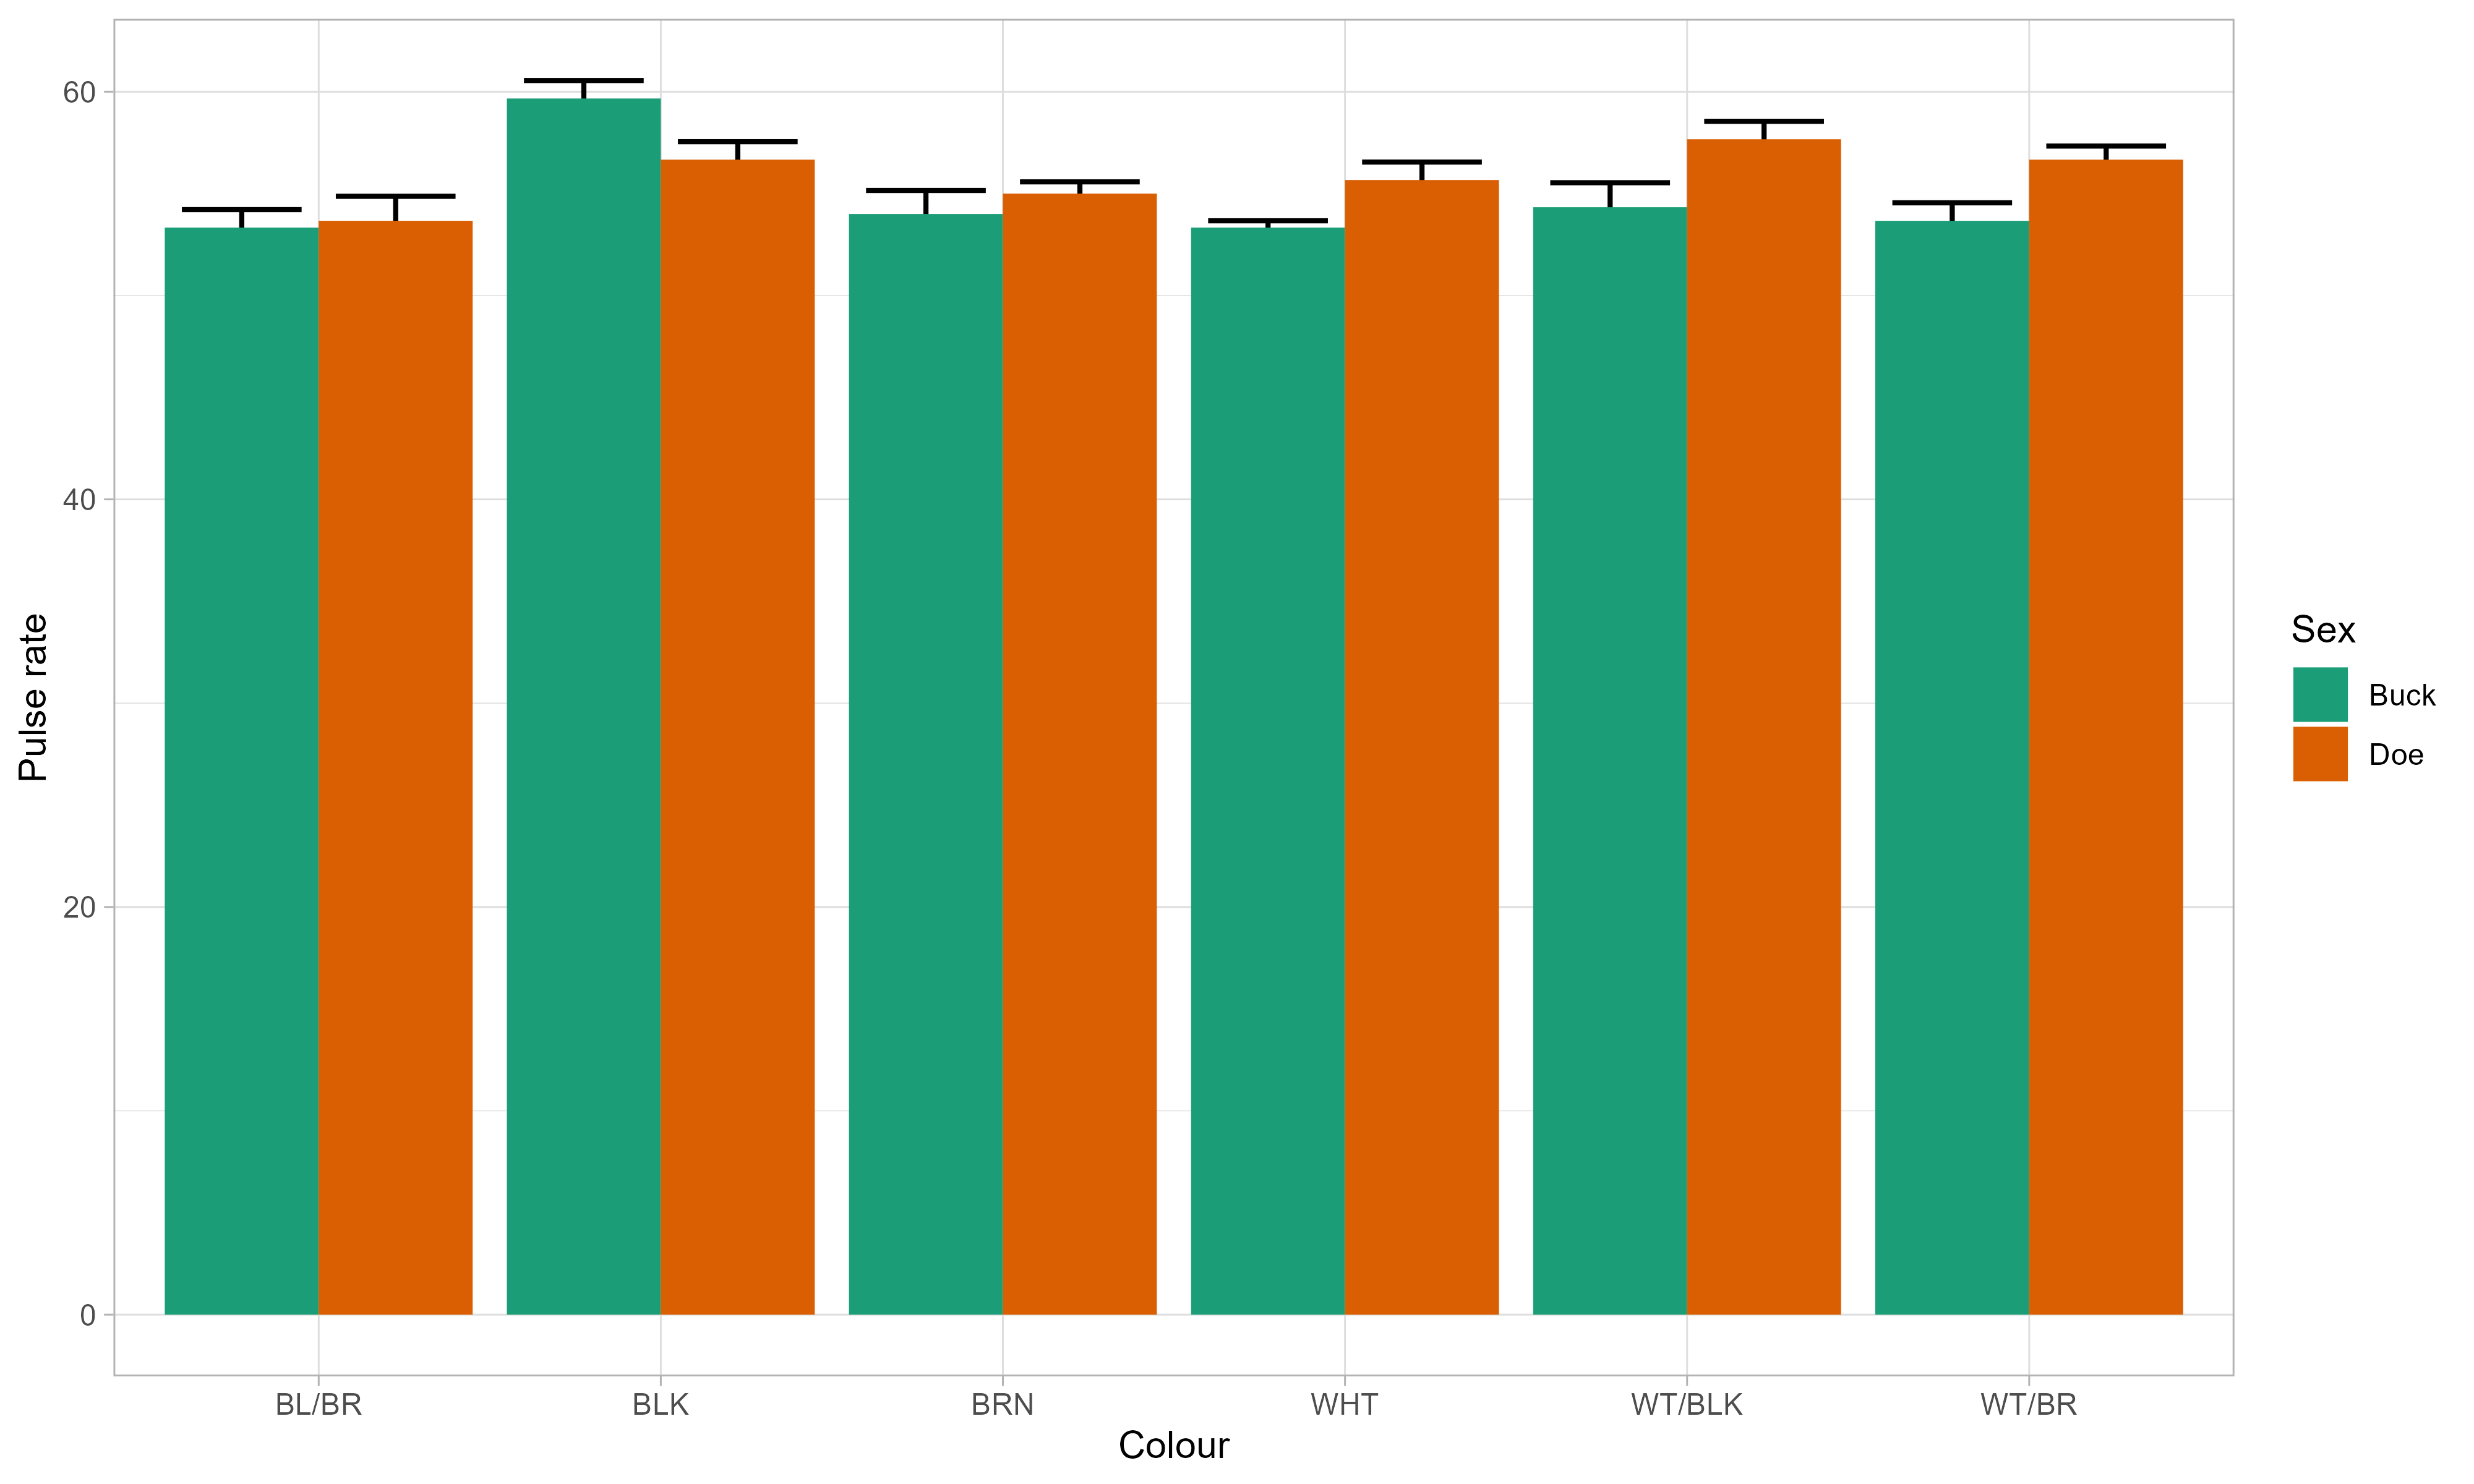 60
40
20
0
Pulse rate
BL/BR
BLK
BRN
WHT
WT/BLK
WT/BR
Colour
Sex
Buck
Doe